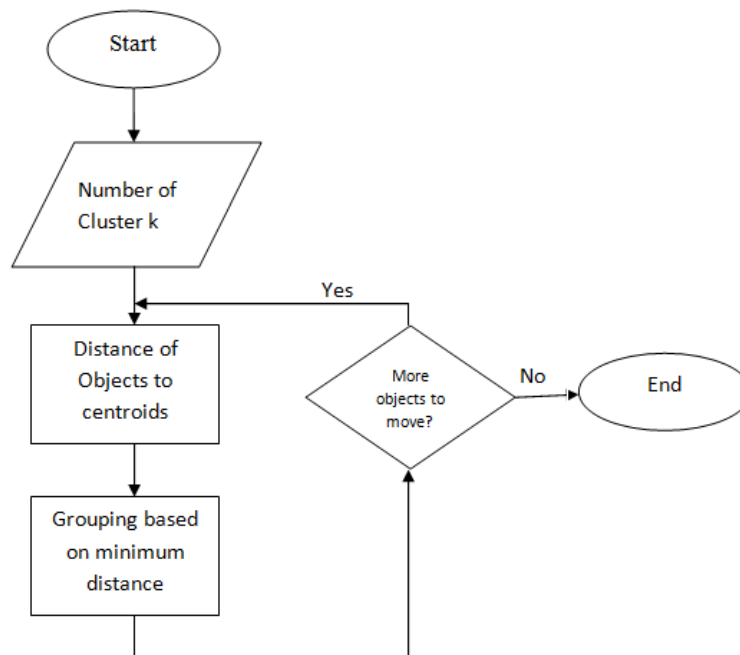 Start
Number of
Cluster k
Yes
Distance of
Objects to
centroids
More
objects to
move?
No
End
Grouping based
on minimum
distance